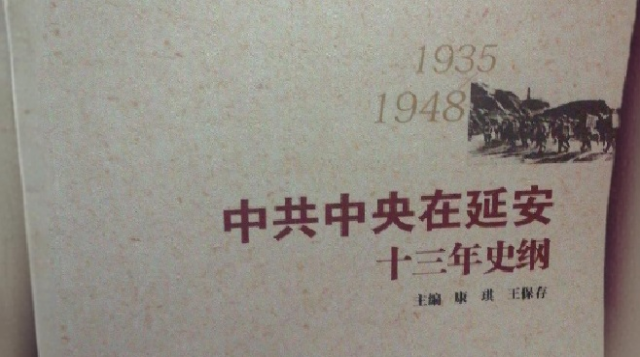 1935
1948
中共中央在延安
十三年史纲
主编 康 琪 王保存